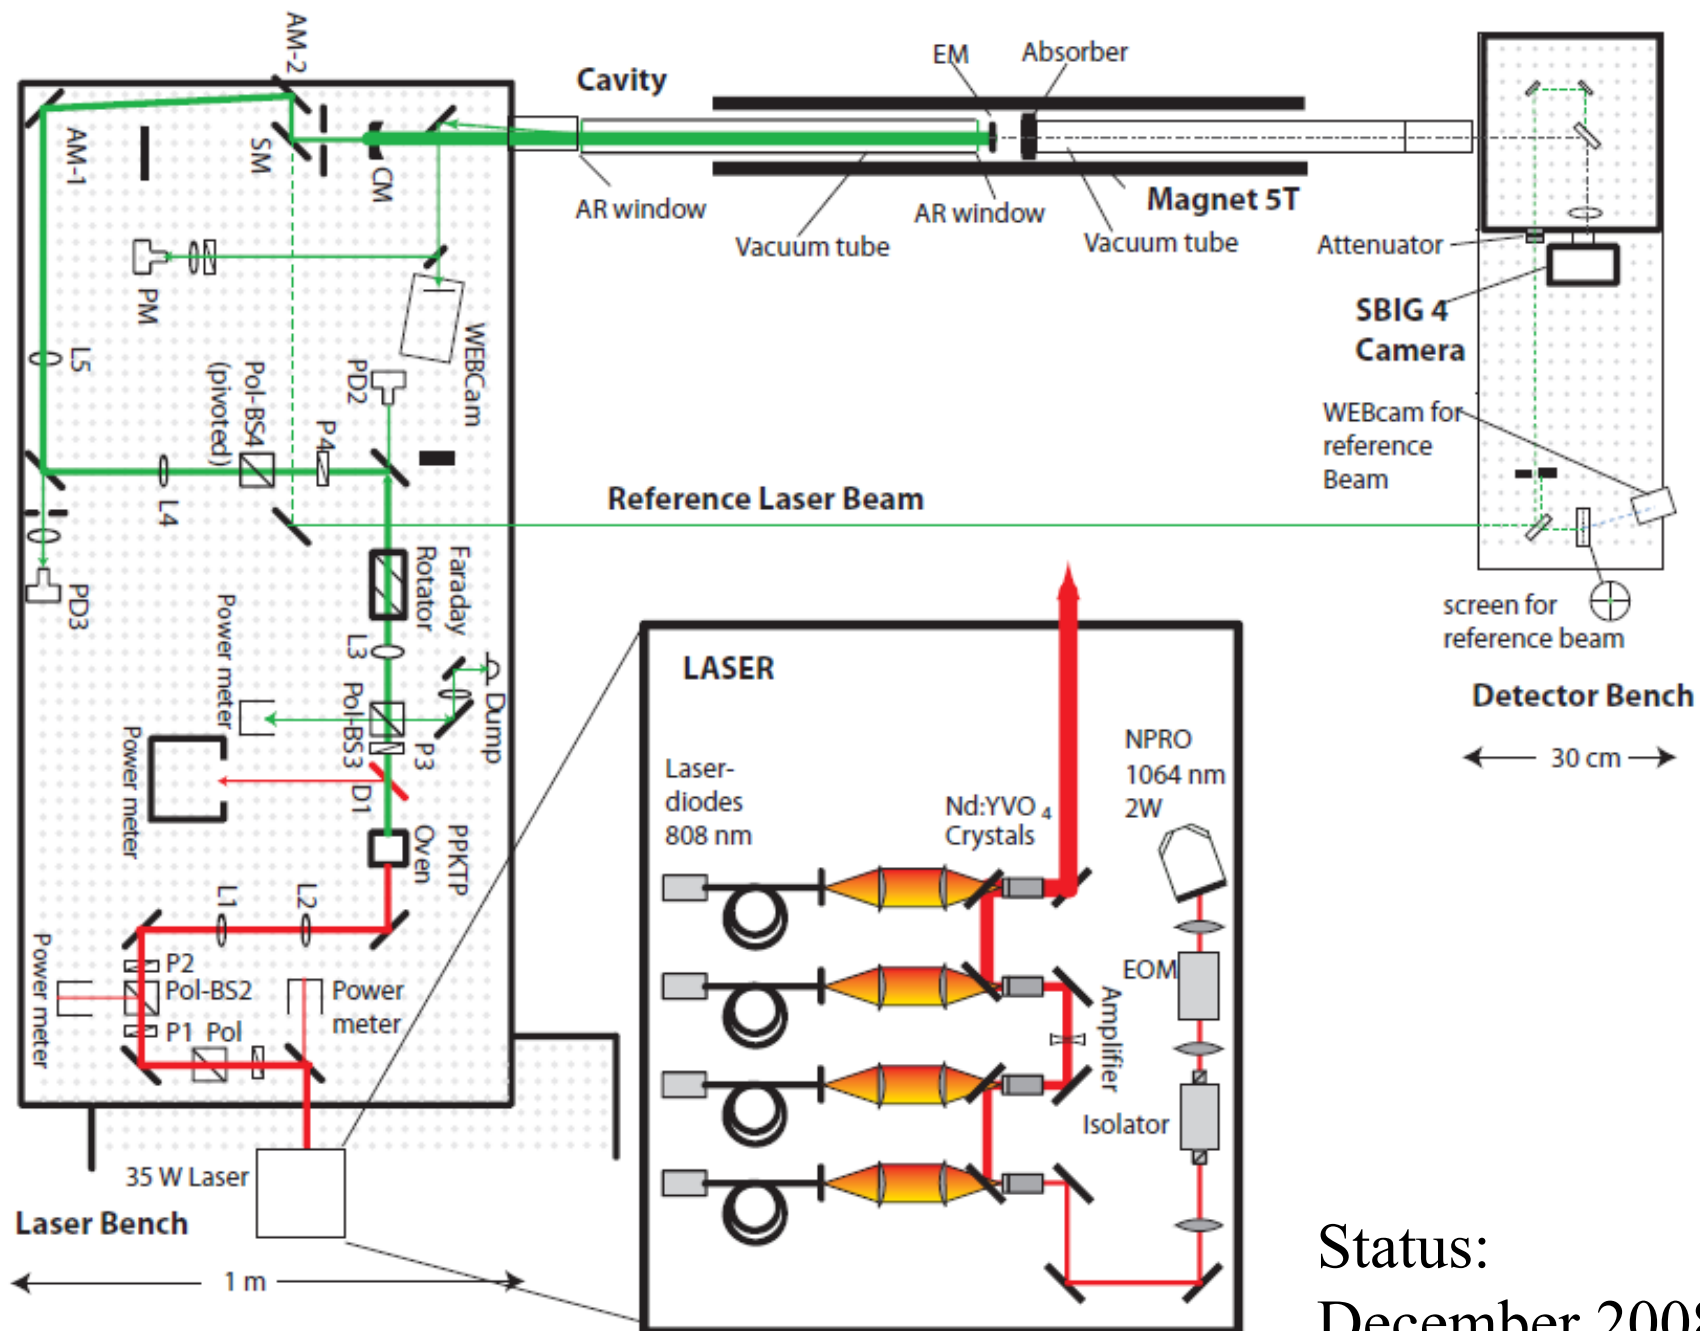 AM-2
Cavity
EM
Absorber
AM-1
SM
CM
AR window
Vacuum tube
AR window
Magnet 5T
Vacuum tube
Attenuator
SBIG 4
Camera
PM
WEBCam
L5
Pol-BS4
(pivoted)
P4
PD2
L4
WEBcam for
reference
Beam
Reference Laser Beam
Faraday
Rotator
PD3
Power meter
L3
Pol-BS3
P3
Dump
screen for
reference beam
Detector Bench
30 cm
Power meter
D1
PPKTP
Oven
L1
L2
Power meter
P2
Pol-BS2
P1 Pol
Power
meter
35 W Laser
Laser Bench
1 m
LASER
Laser-
diodes
808 nm
Nd:YVO4
Crystals
NPRO
1064 nm
2W
EOM
Amplifier
Isolator
Status:
December 2008